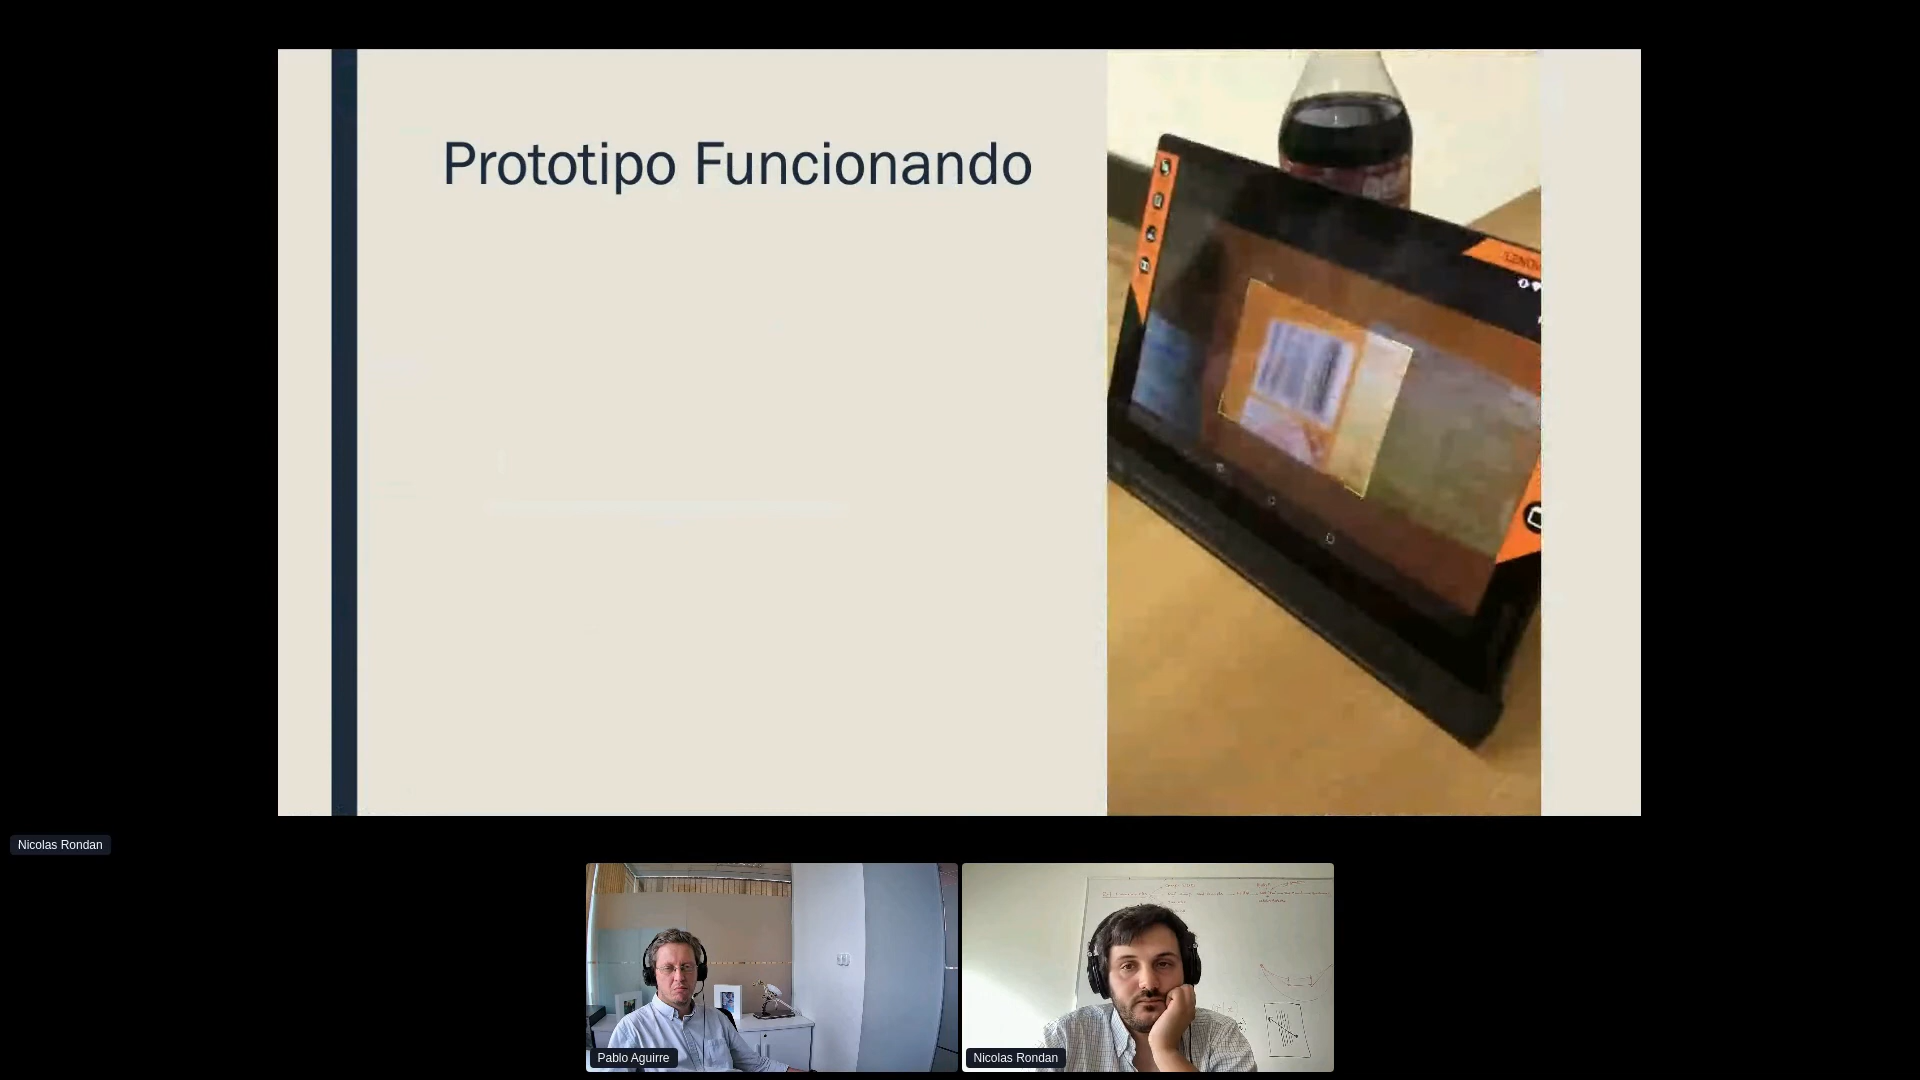 Prototipo Funcionando
Nicolas Rondan
Pablo Aguirre
Nicolas Rondan